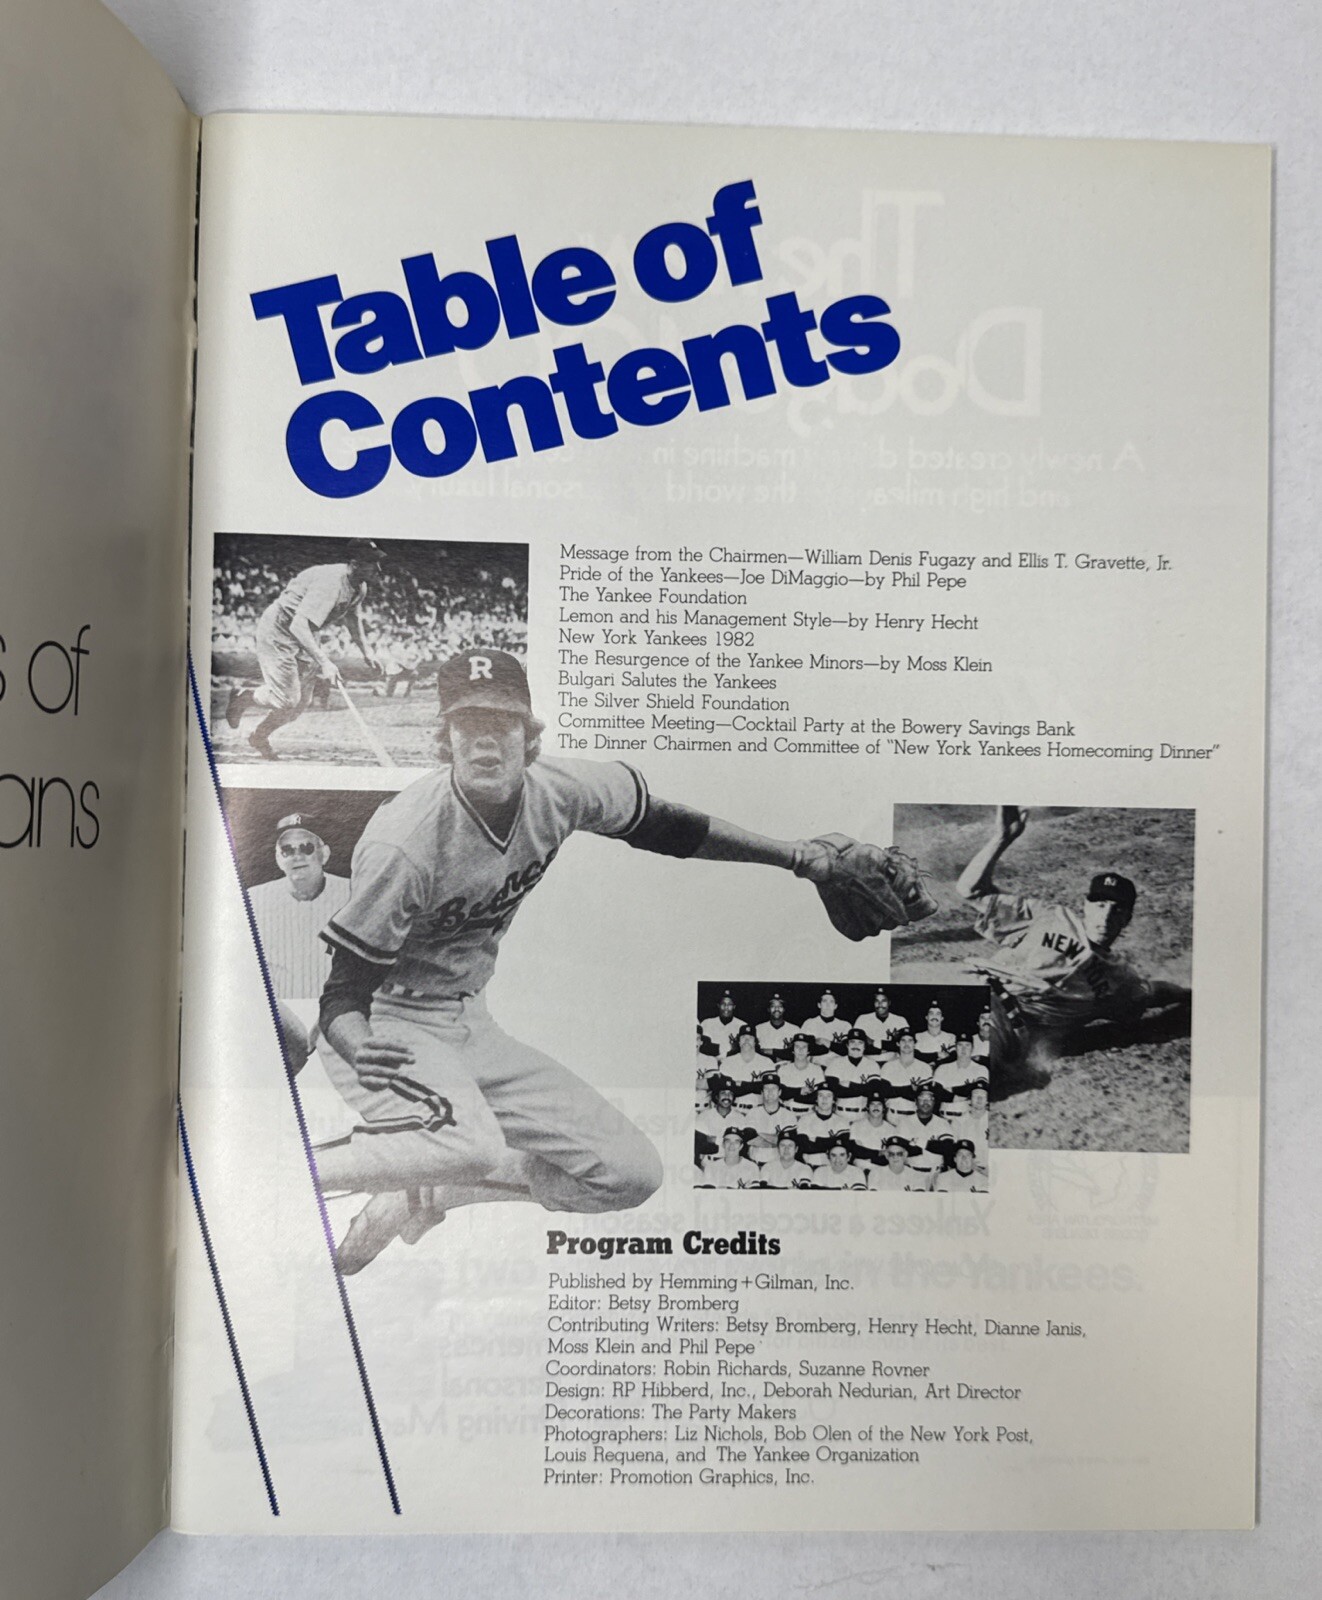 s of
ans
Table of
Contents
Message from the Chairmen—William Denis Fugazy and Ellis T. Gravette, Jr.
Pride of the Yankees—Joe DiMaggio—by Phil Pepe
The Yankee Foundation
Lemon and his Management Style—by Henry Hecht
New York Yankees 1982
The Resurgence of the Yankee Minors—by Moss Klein
Bulgari Salutes the Yankees
The Silver Shield Foundation
Committee Meeting—Cocktail Party at the Bowery Savings Bank
The Dinner Chairmen and Committee of "New York Yankees Homecoming Dinner"
R
NEW
Program Credits
Published by Hemming+Gilman, Inc.
Editor: Betsy Bromberg
Contributing Writers: Betsy Bromberg, Henry Hecht, Dianne Janis,
Moss Klein and Phil Pepe
Coordinators: Robin Richards, Suzanne Rovner
Design: RP Hibberd, Inc., Deborah Nedurian, Art Director
Decorations: The Party Makers
Photographers: Liz Nichols, Bob Olen of the New York Post,
Louis Requena, and The Yankee Organization
Printer: Promotion Graphics, Inc.